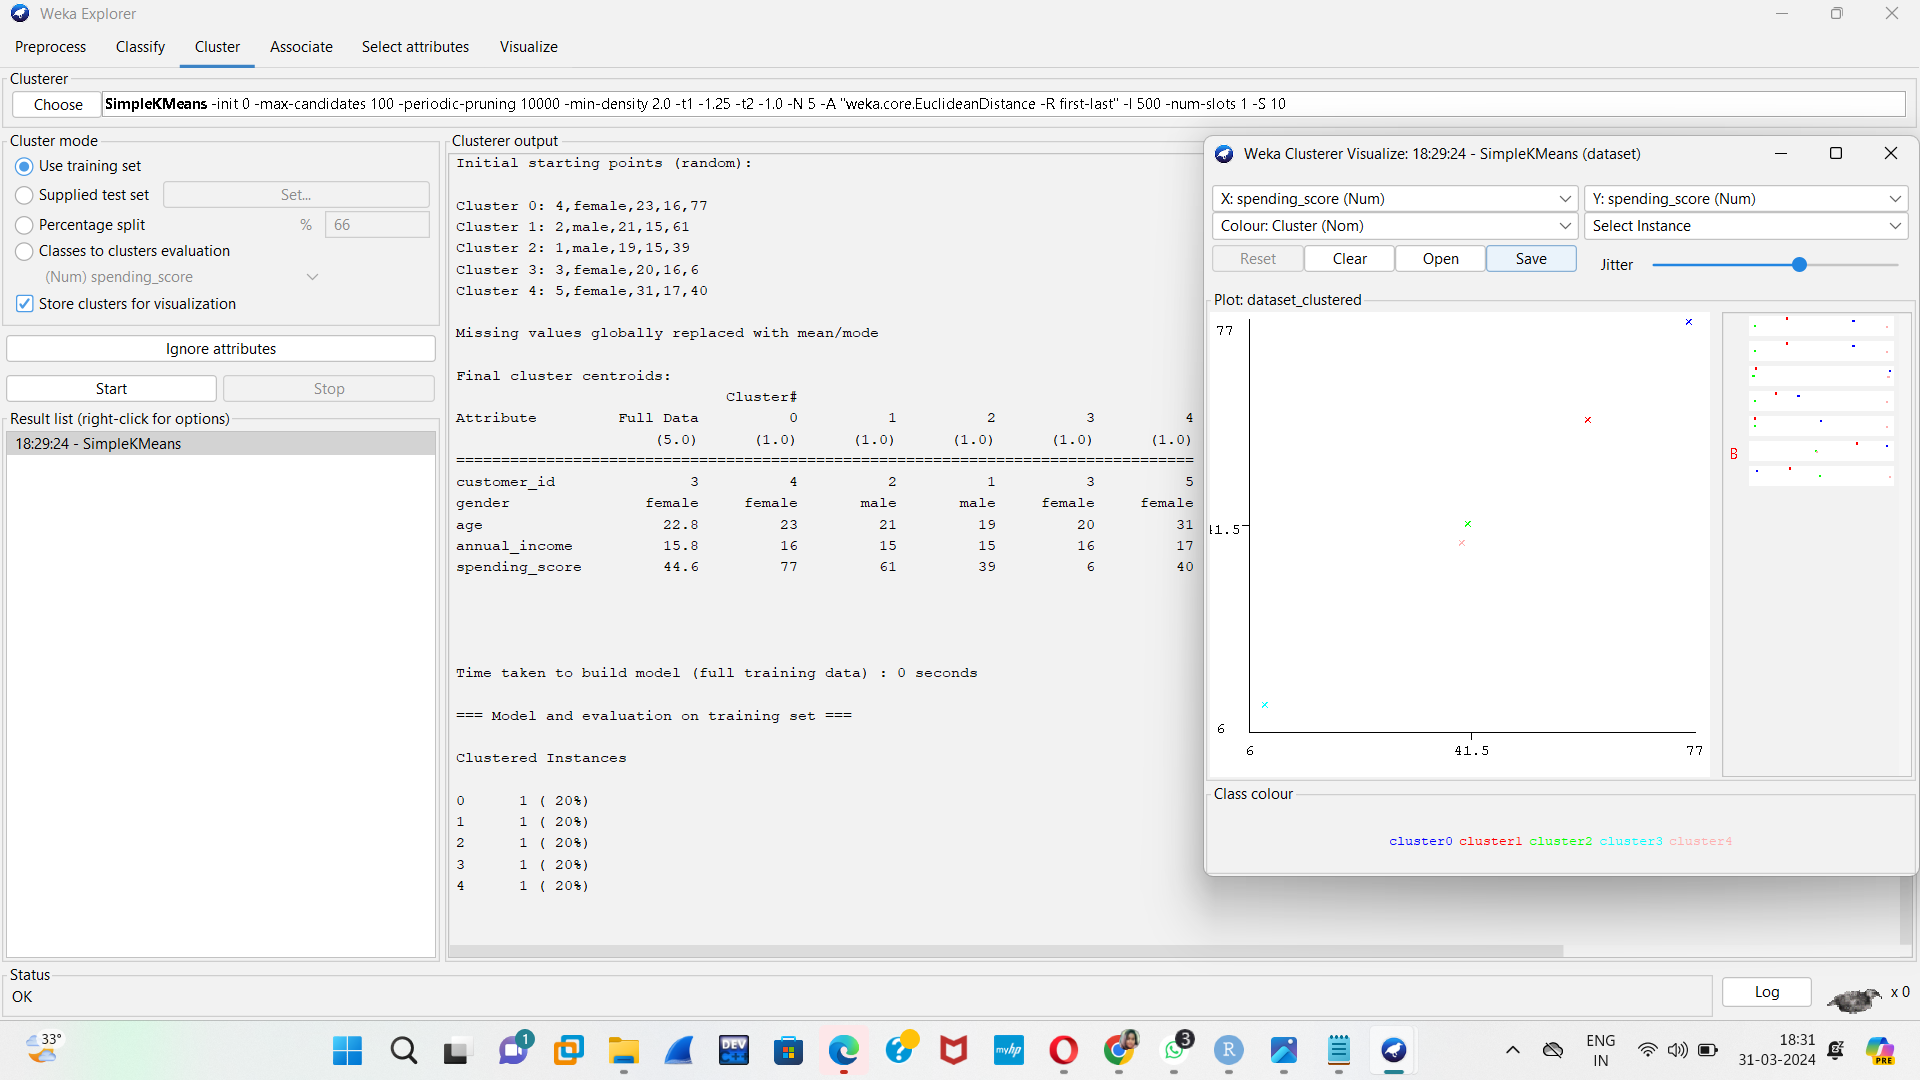 Weka Explorer
Preprocess Classify Cluster Associate Select attributes Visualize
Clusterer
Choose SimpleKMeans -init 0 -max-candidates 100 -periodic-pruning 10000 -min-density 2.0 -t1 -1.25 -t2 -1.0 -N 5 -A "weka.core.EuclideanDistance -R first-last" -I 500 -num-slots 1 -S 10
Cluster mode
Use training set
Supplied test set Set...
Percentage split % 66
Classes to clusters evaluation
(Num) spending_score
Store clusters for visualization
Ignore attributes
Start Stop
Result list (right-click for options)
18:29:24 - SimpleKMeans
Clusterer output
Initial starting points (random):
Cluster 0: 4,female,23,16,77
Cluster 1: 2,male,21,15,61
Cluster 2: 1,male,19,15,39
Cluster 3: 3,female,20,16,6
Cluster 4: 5,female,31,17,40
Missing values globally replaced with mean/mode
Final cluster centroids:
Cluster#
Attribute Full Data 0 1 2 3 4
(5.0) (1.0) (1.0) (1.0) (1.0) (1.0)
==============================================================================================
customer_id 3 4 2 1 3 5
gender female female male male female female
age 22.8 23 21 19 20 31
annual_income 15.8 16 15 15 16 17
spending_score 44.6 77 61 39 6 40
Time taken to build model (full training data) : 0 seconds
=== Model and evaluation on training set ===
Clustered Instances
0 1 ( 20%)
1 1 ( 20%)
2 1 ( 20%)
3 1 ( 20%)
4 1 ( 20%)
Weka Clusterer Visualize: 18:29:24 - SimpleKMeans (dataset)
X: spending_score (Num) Y: spending_score (Num)
Colour: Cluster (Nom) Select Instance
Reset Clear Open Save Jitter
Plot: dataset_clustered
77
41.5
6
6 41.5 77
B
Class colour
cluster0 cluster1 cluster2 cluster3 cluster4
Status
OK
Log x 0
33°
1
DEV
C++
myhp
3
R
ENG
IN
18:31
31-03-2024
PRE